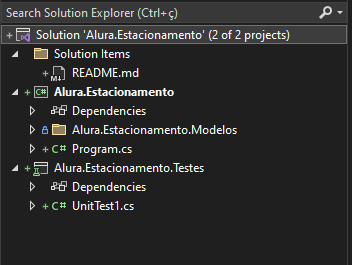 Search Solution Explorer (Ctrl+ç)
Solution 'Alura.Estacionamento' (2 of 2 projects)
Solution Items
README.md
Alura.Estacionamento
Dependencies
Alura.Estacionamento.Modelos
C# Program.cs
Alura.Estacionamento.Testes
Dependencies
C# UnitTest1.cs